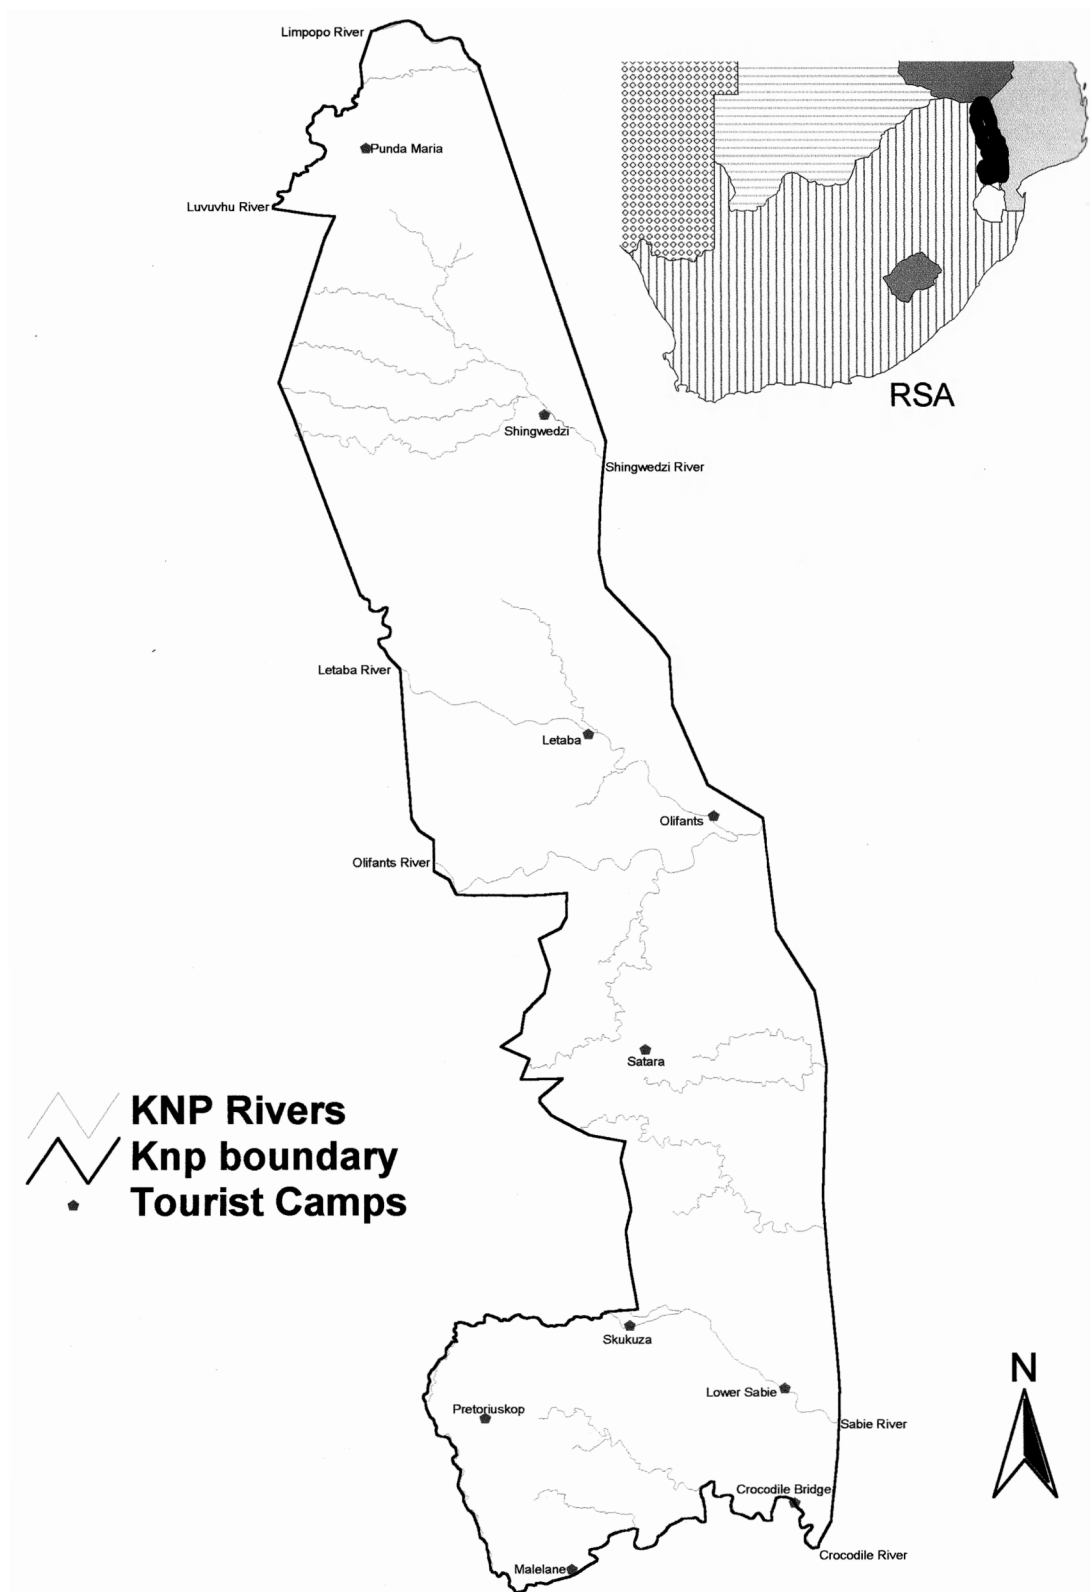 Limpopo River
Punda Maria
Luvuvhu River
RSA
Shingwedzi
Shingwedzi River
Letaba River
Letaba
Olifants
Olifants River
Satara
KNP Rivers
Knp boundary
Tourist Camps
Skukuza
N
Lower Sabie
Pretoriuskop
Sabie River
Crocodile Bridge
Crocodile River
Malelane